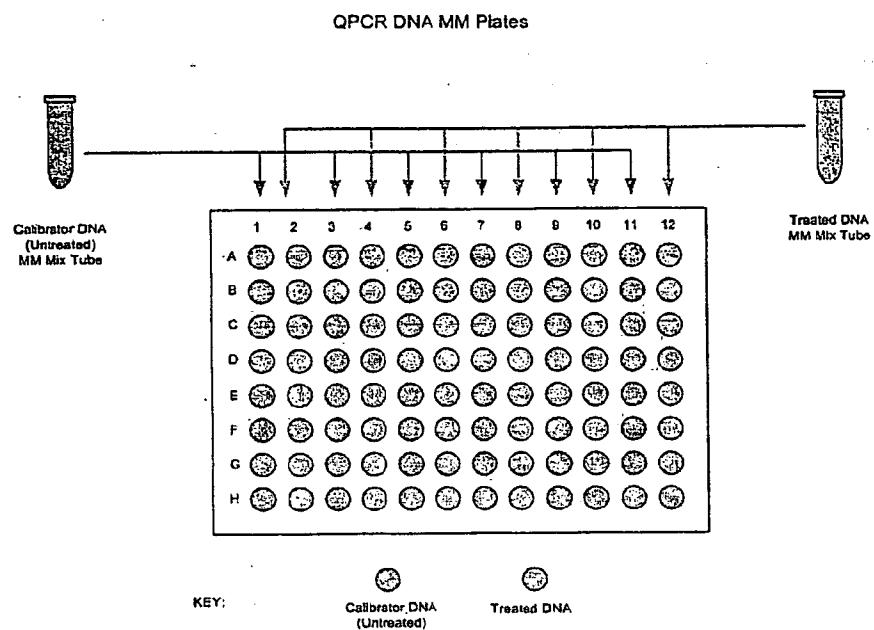 QPCR DNA MM Plates
Calibrator DNA
(Untreated)
MM Mix Tube
Treated DNA
MM Mix Tube
1 2 3 4 5 6 7 8 9 10 11 12
A
B
C
D
E
F
G
H
KEY:
Calibrator DNA
(Untreated)
Treated DNA